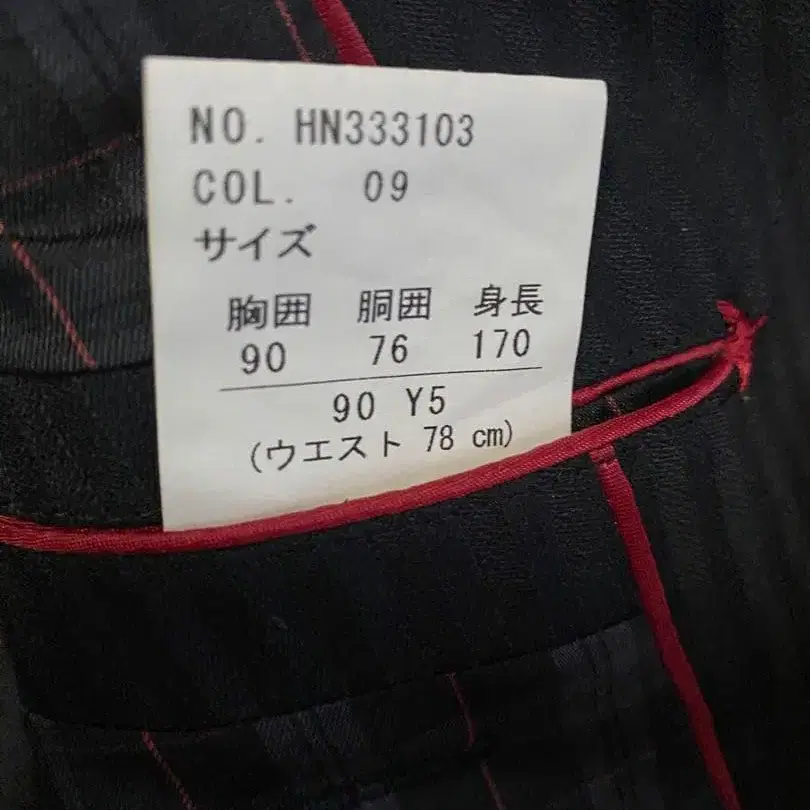 NO. HN333103
COL. 09
サイズ
胸囲 胴囲 身長
90 76 170
90 Y5
(ウエスト 78 cm)